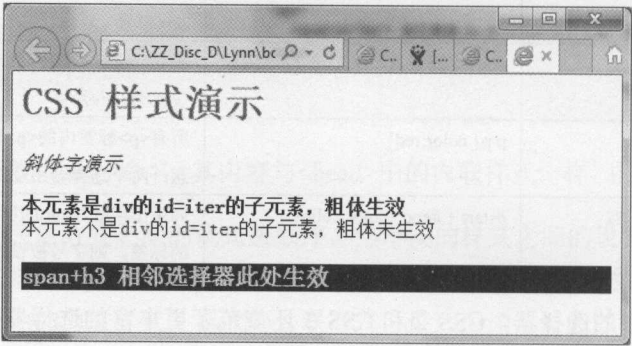 C:\ZZ_Disc_D\Lynn\bc
C..
[...
C..
CSS 样式演示
斜体字演示
本元素是div的id=iter的子元素，粗体生效
本元素不是div的id=iter的子元素，粗体未生效
span+h3 相邻选择器此处生效